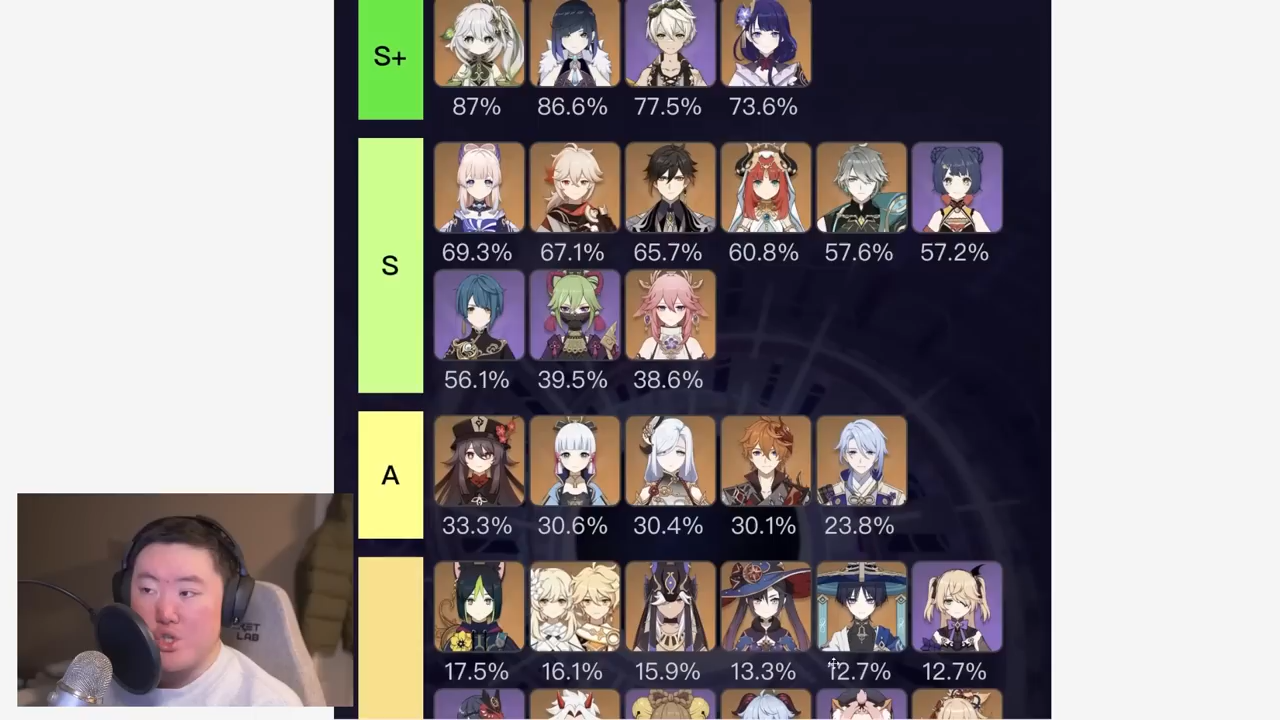 S+
87% 86.6% 77.5% 73.6%
S
69.3% 67.1% 65.7% 60.8% 57.6% 57.2%
56.1% 39.5% 38.6%
A
33.3% 30.6% 30.4% 30.1% 23.8%
17.5% 16.1% 15.9% 13.3% 12.7% 12.7%
LAB